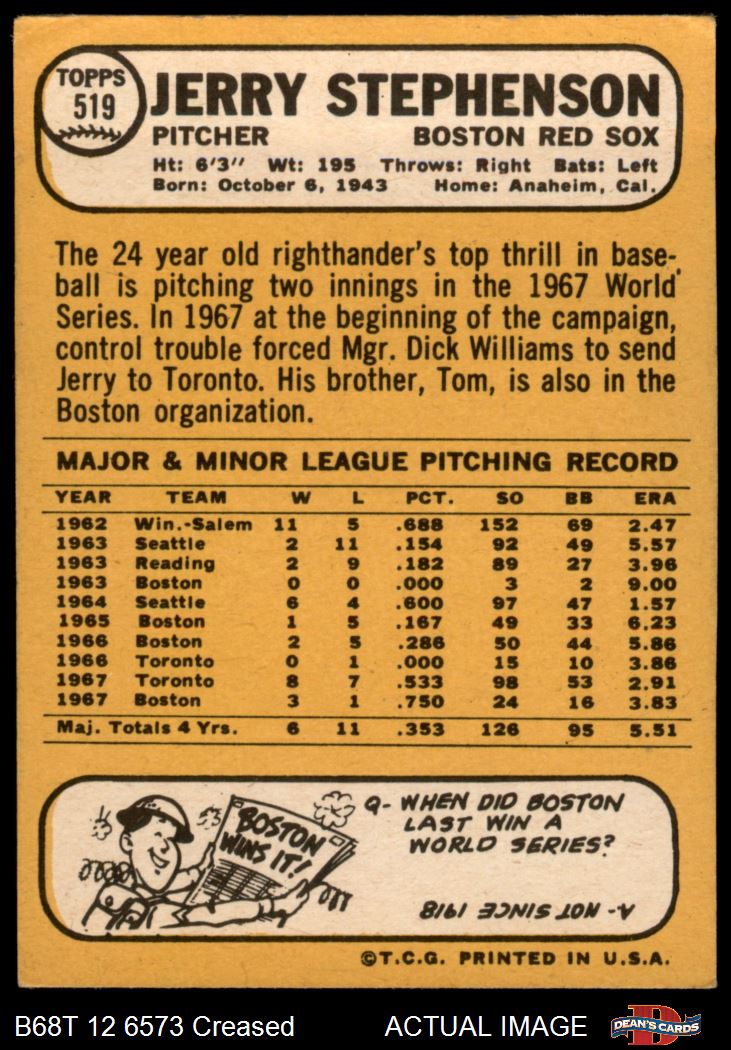 TOPPS
519
JERRY STEPHENSON
PITCHER BOSTON RED SOX
Ht: 6'3" Wt: 195 Throws: Right Bats: Left
Born: October 6, 1943 Home: Anaheim, Cal.
The 24 year old righthander's top thrill in base-
ball is pitching two innings in the 1967 World
Series. In 1967 at the beginning of the campaign,
control trouble forced Mgr. Dick Williams to send
Jerry to Toronto. His brother, Tom, is also in the
Boston organization.
MAJOR & MINOR LEAGUE PITCHING RECORD
YEAR TEAM W L PCT. SO BB ERA
1962 Win.-Salem 11 5 .688 152 69 2.47
1963 Seattle 2 11 .154 92 49 5.57
1963 Reading 2 9 .182 89 27 3.96
1963 Boston 0 0 .000 3 2 9.00
1964 Seattle 6 4 .600 97 47 1.57
1965 Boston 1 5 .167 49 33 6.23
1966 Boston 2 5 .286 50 44 5.86
1966 Toronto 0 1 .000 15 10 3.86
1967 Toronto 8 7 .533 98 53 2.91
1967 Boston 3 1 .750 24 16 3.83
Maj. Totals 4 Yrs. 6 11 .353 126 95 5.51
BOSTON
WINS IT!
Q- WHEN DID BOSTON
LAST WIN A
WORLD SERIES?
A- NOT SINCE 1918
©T.C.G. PRINTED IN U.S.A.
B68T 12 6573 Creased ACTUAL IMAGE
D
DEAN'S CARDS